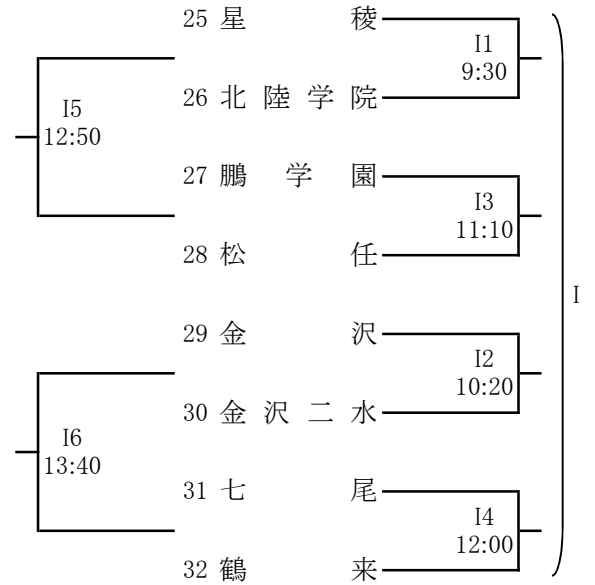 25 星 稜
I1
9:30
26 北 陸 学 院
I5
12:50
27 鵬 学 園
I3
11:10
28 松 任
I
29 金 沢
I2
10:20
30 金 沢 二 水
I6
13:40
31 七 尾
I4
12:00
32 鶴 来